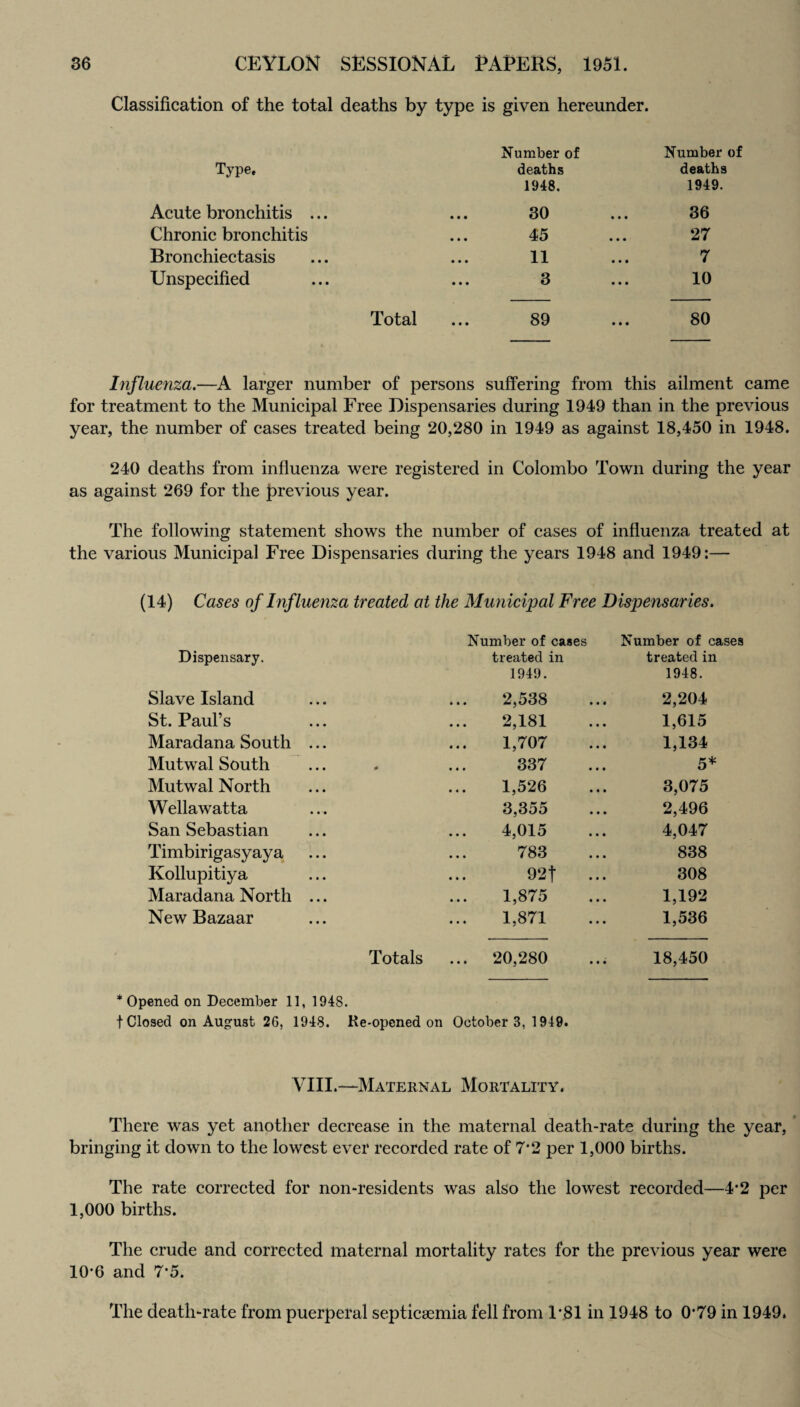 36 CEYLON SESSIONAL PAPERS, 1951.
Classification of the total deaths by type is given hereunder.
Type. Number of deaths 1948. Number of deaths 1949.
Acute bronchitis ... ... 30 ... 36
Chronic bronchitis ... 45 ... 27
Bronchiectasis ... ... 11 ... 7
Unspecified ... ... 3 ... 10
Total ... 89 ... 80
Influenza.—A larger number of persons suffering from this ailment came
for treatment to the Municipal Free Dispensaries during 1949 than in the previous
year, the number of cases treated being 20,280 in 1949 as against 18,450 in 1948.
240 deaths from influenza were registered in Colombo Town during the year
as against 269 for the previous year.
The following statement shows the number of cases of influenza treated at
the various Municipal Free Dispensaries during the years 1948 and 1949:—
(14) Cases of Influenza treated at the Municipal Free Dispensaries.
Dispensary. Number of cases treated in 1949. Number of cases treated in 1948.
Slave Island ... ... 2,538 ... 2,204
St. Paul's ... ... 2,181 ... 1,615
Maradana South ... ... 1,707 ... 1,134
Mutwal South ... ... 337 ... 5*
Mutwal North ... ... 1,526 ... 3,075
Wellawatta ... 3,355 ... 2,496
San Sebastian ... ... 4,015 ... 4,047
Timbirigasyaya ... ... 783 ... 838
Kollupitiya ... ... 92† ... 308
Maradana North ... ... 1,875 ... 1,192
New Bazaar ... ... 1,871 ... 1,536
Totals ... 20,280 ... 18,450
* Opened on December 11, 1948.
† Closed on August 26, 1948. Re-opened on October 3, 1949.
VIII.—MATERNAL MORTALITY.
There was yet another decrease in the maternal death-rate during the year,
bringing it down to the lowest ever recorded rate of 7·2 per 1,000 births.
The rate corrected for non-residents was also the lowest recorded—4·2 per
1,000 births.
The crude and corrected maternal mortality rates for the previous year were
10·6 and 7·5.
The death-rate from puerperal septicæmia fell from 1·81 in 1948 to 0·79 in 1949.